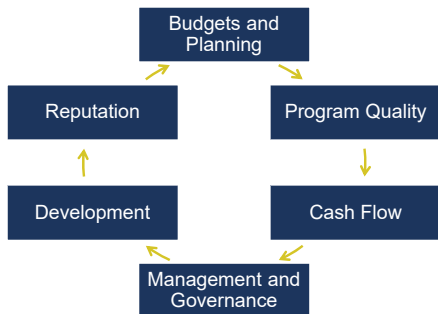 Budgets and
Planning
Reputation
Program Quality
Development
Cash Flow
Management and
Governance